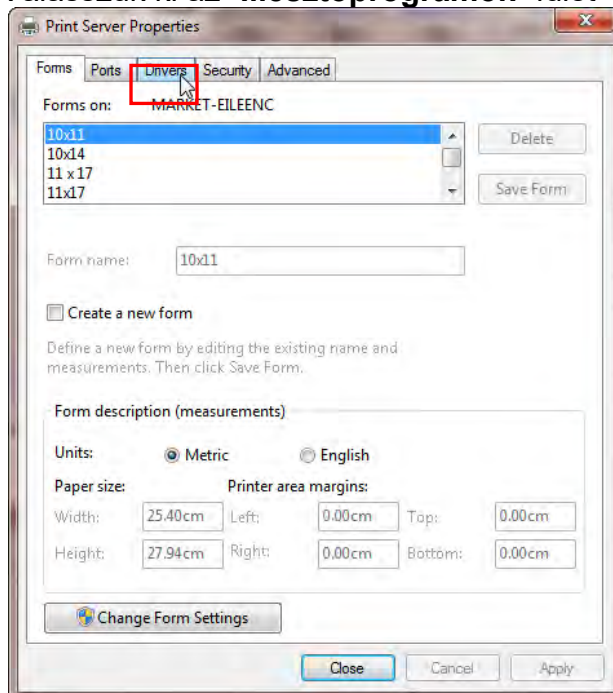 Print Server Properties
Forms Ports Drivers Security Advanced
Forms on: MARKET-EILEENC
10x11
10x14
11 x 17
11x17
Delete
Save Form
Form name: 10x11
Create a new form
Define a new form by editing the existing name and
measurements. Then click Save Form.
Form description (measurements)
Units: Metric English
Paper size: Printer area margins:
Width: 25.40cm Left: 0.00cm Top: 0.00cm
Height: 27.94cm Right: 0.00cm Bottom: 0.00cm
Change Form Settings
Close Cancel Apply